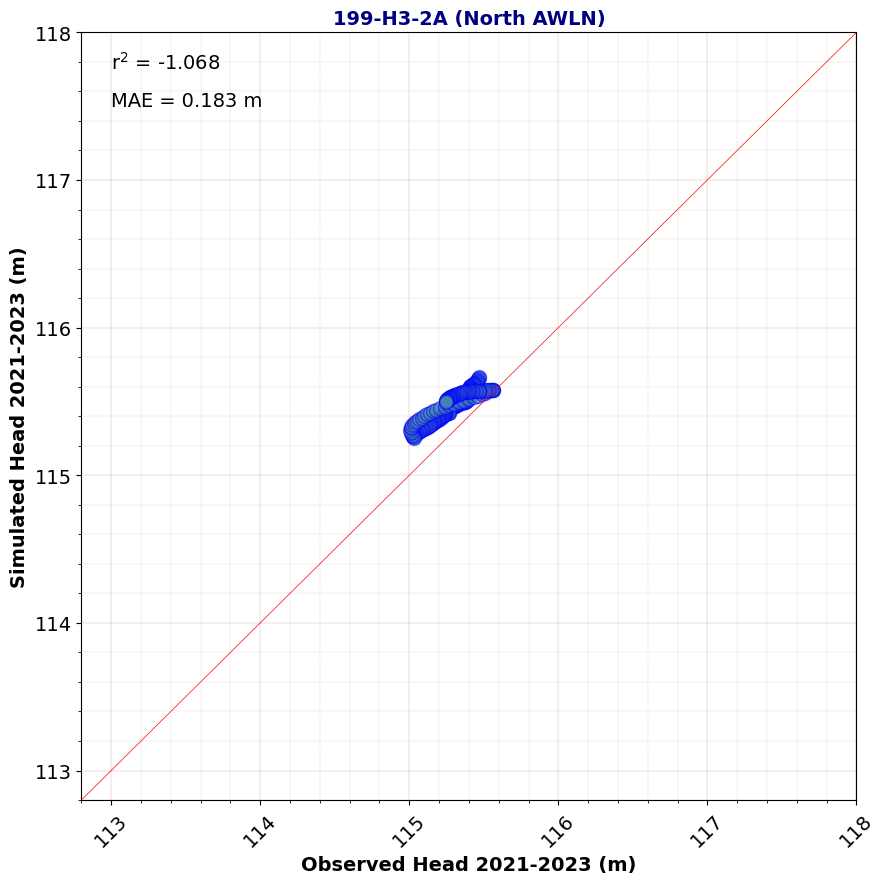 199-H3-2A (North AWLN)
118
r² = -1.068
MAE = 0.183 m
117
116
115
114
113
Simulated Head 2021-2023 (m)
113
114
115
116
117
118
Observed Head 2021-2023 (m)